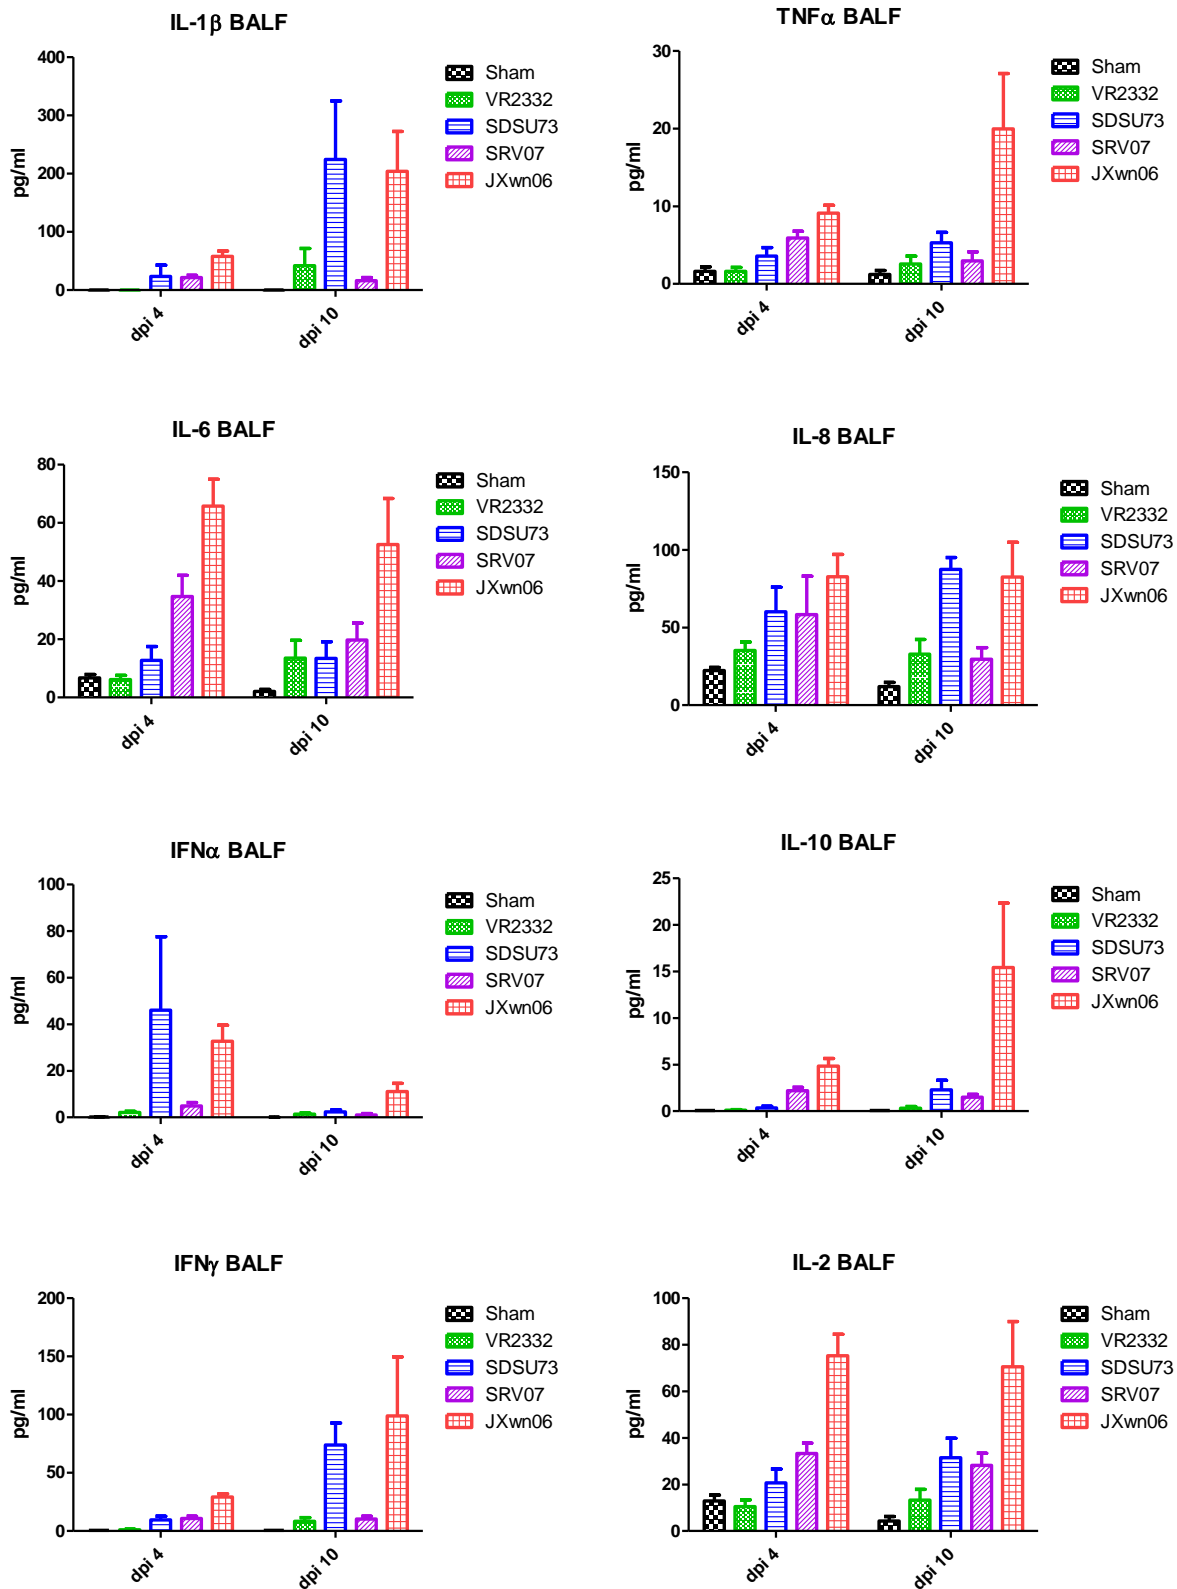 IL-1β BALF
400
300
200
100
0
pg/ml
dpi 4
dpi 10
Sham
VR2332
SDSU73
SRV07
JXwn06
TNFα BALF
30
20
10
0
pg/ml
dpi 4
dpi 10
Sham
VR2332
SDSU73
SRV07
JXwn06
IL-6 BALF
80
60
40
20
0
pg/ml
dpi 4
dpi 10
Sham
VR2332
SDSU73
SRV07
JXwn06
IL-8 BALF
150
100
50
0
pg/ml
dpi 4
dpi 10
Sham
VR2332
SDSU73
SRV07
JXwn06
IFNα BALF
100
80
60
40
20
0
pg/ml
dpi 4
dpi 10
Sham
VR2332
SDSU73
SRV07
JXwn06
IL-10 BALF
25
20
15
10
5
0
pg/ml
dpi 4
dpi 10
Sham
VR2332
SDSU73
SRV07
JXwn06
IFNγ BALF
200
150
100
50
0
pg/ml
dpi 4
dpi 10
Sham
VR2332
SDSU73
SRV07
JXwn06
IL-2 BALF
100
80
60
40
20
0
pg/ml
dpi 4
dpi 10
Sham
VR2332
SDSU73
SRV07
JXwn06